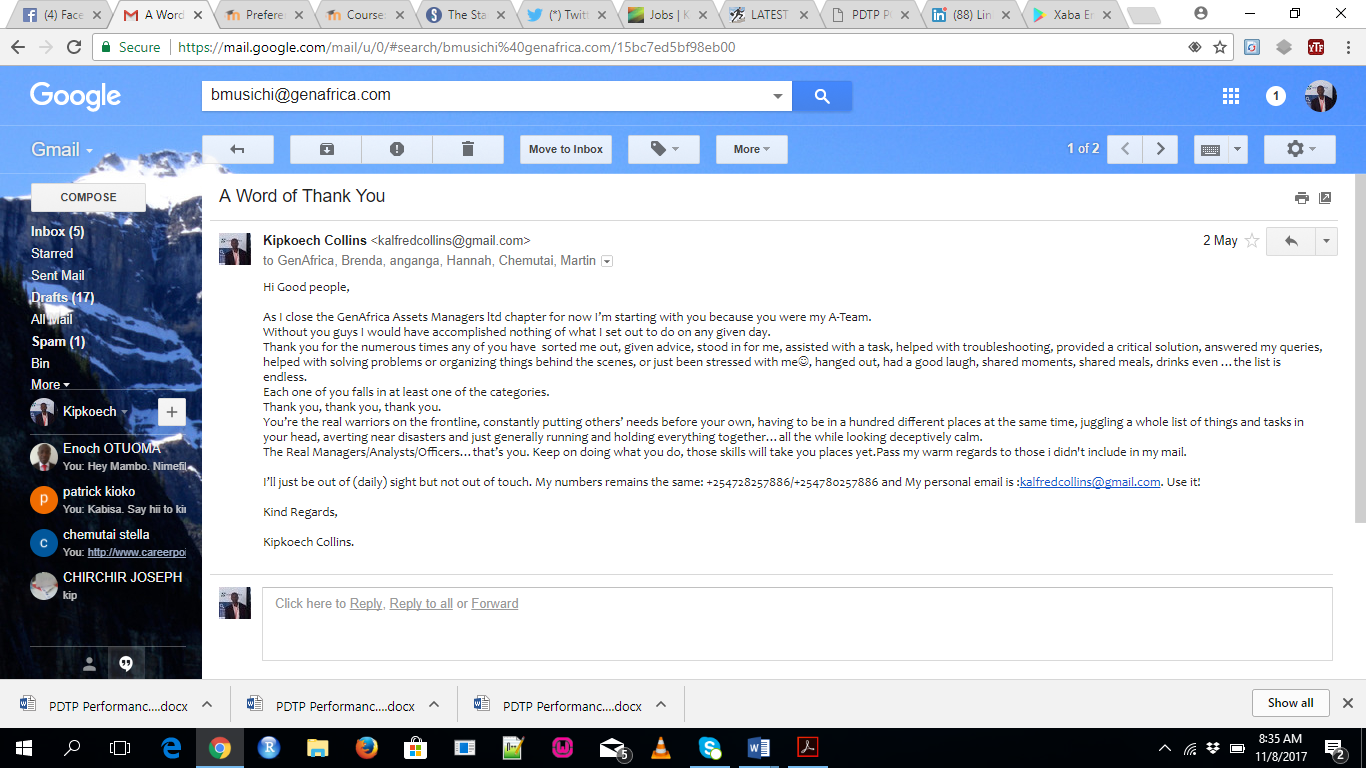 (4) Face
A Word
Prefere
Course:
The Sta
(*) Twitt
Jobs | K
LATEST
PDTP P
(88) Lin
Xaba E
Secure | https://mail.google.com/mail/u/0/#search/bmusichi%40genafrica.com/15bc7ed5bf98eb00
YTF
Google
bmusichi@genafrica.com
1
Gmail
Move to Inbox
More
1 of 2
COMPOSE
A Word of Thank You
Inbox (5)
Starred
Sent Mail
Drafts (17)
All Mail
Spam (1)
Bin
More
Kipkoech Collins <kalfredcollins@gmail.com>
2 May
to GenAfrica, Brenda, anganga, Hannah, Chemutai, Martin
Hi Good people,
As I close the GenAfrica Assets Managers ltd chapter for now I'm starting with you because you were my A-Team.
Without you guys I would have accomplished nothing of what I set out to do on any given day.
Thank you for the numerous times any of you have sorted me out, given advice, stood in for me, assisted with a task, helped with troubleshooting, provided a critical solution, answered my queries,
helped with solving problems or organizing things behind the scenes, or just been stressed with me☺, hanged out, had a good laugh, shared moments, shared meals, drinks even …the list is
endless.
Each one of you falls in at least one of the categories.
Thank you, thank you, thank you.
You're the real warriors on the frontline, constantly putting others' needs before your own, having to be in a hundred different places at the same time, juggling a whole list of things and tasks in
your head, averting near disasters and just generally running and holding everything together…all the while looking deceptively calm.
The Real Managers/Analysts/Officers…that's you. Keep on doing what you do, those skills will take you places yet.Pass my warm regards to those i didn't include in my mail.
I'll just be out of (daily) sight but not out of touch. My numbers remains the same: +254728257886/+254780257886 and My personal email is :kalfredcollins@gmail.com. Use it!
Kind Regards,
Kipkoech Collins.
Kipkoech
Enoch OTUOMA
You: Hey Mambo. Nimefil
patrick kioko
You: Kabisa. Say hii to kir
chemutai stella
You: http://www.careerpoi
CHIRCHIR JOSEPH
kip
Click here to Reply, Reply to all or Forward
PDTP Performanc....docx
PDTP Performanc....docx
PDTP Performanc....docx
Show all
5
8:35 AM
11/8/2017
2